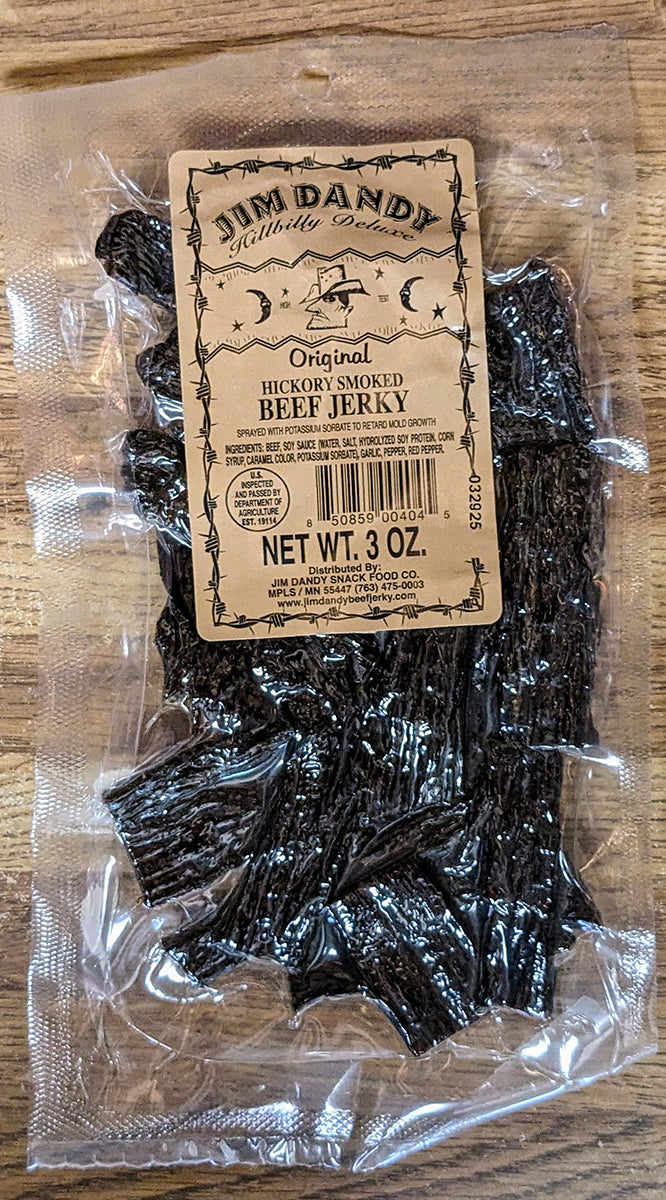 JIM DANDY
Hillbilly Deluxe
HIGH TEST
Original
HICKORY SMOKED
BEEF JERKY
SPRAYED WITH POTASSIUM SORBATE TO RETARD MOLD GROWTH
INGREDIENTS: BEEF, SOY SAUCE (WATER, SALT, HYDROLYZED SOY PROTEIN, CORN
SYRUP, CARAMEL COLOR, POTASSIUM SORBATE), GARLIC, PEPPER, RED PEPPER.
U.S.
INSPECTED
AND PASSED BY
DEPARTMENT OF
AGRICULTURE
EST. 19114
8 50859 00404 5
032925
NET WT. 3 OZ.
Distributed By:
JIM DANDY SNACK FOOD CO.
MPLS / MN 55447 (763) 475-0003
www.jimdandybeefjerky.com